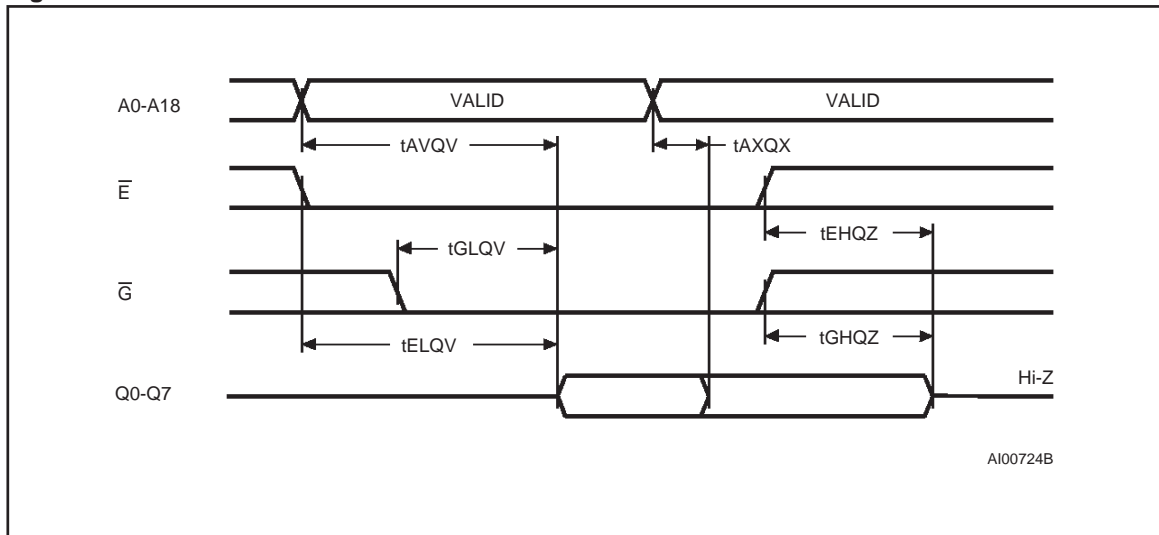 A0-A18
VALID
VALID
tAVQV
tAXQX
E̅
tEHQZ
tGLQV
G̅
tGHQZ
tELQV
Q0-Q7
Hi-Z
AI00724B